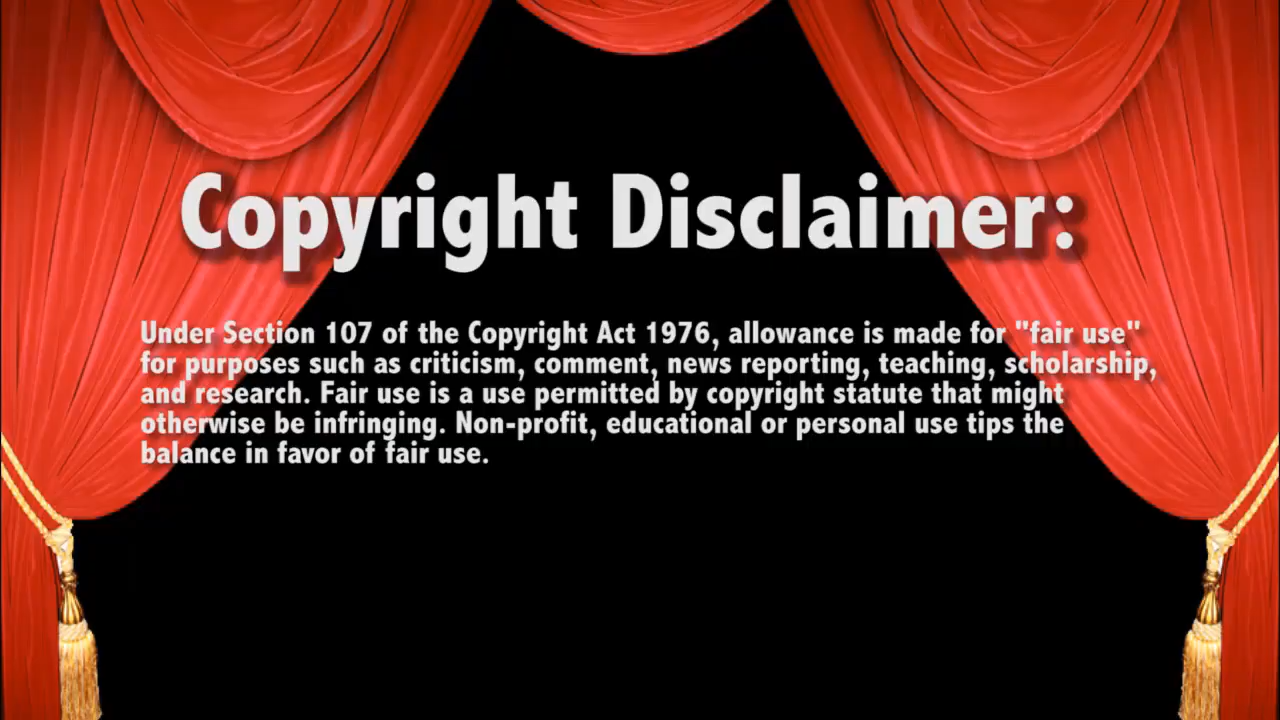 Copyright Disclaimer:
Under Section 107 of the Copyright Act 1976, allowance is made for "fair use"
for purposes such as criticism, comment, news reporting, teaching, scholarship,
and research. Fair use is a use permitted by copyright statute that might
otherwise be infringing. Non-profit, educational or personal use tips the
balance in favor of fair use.